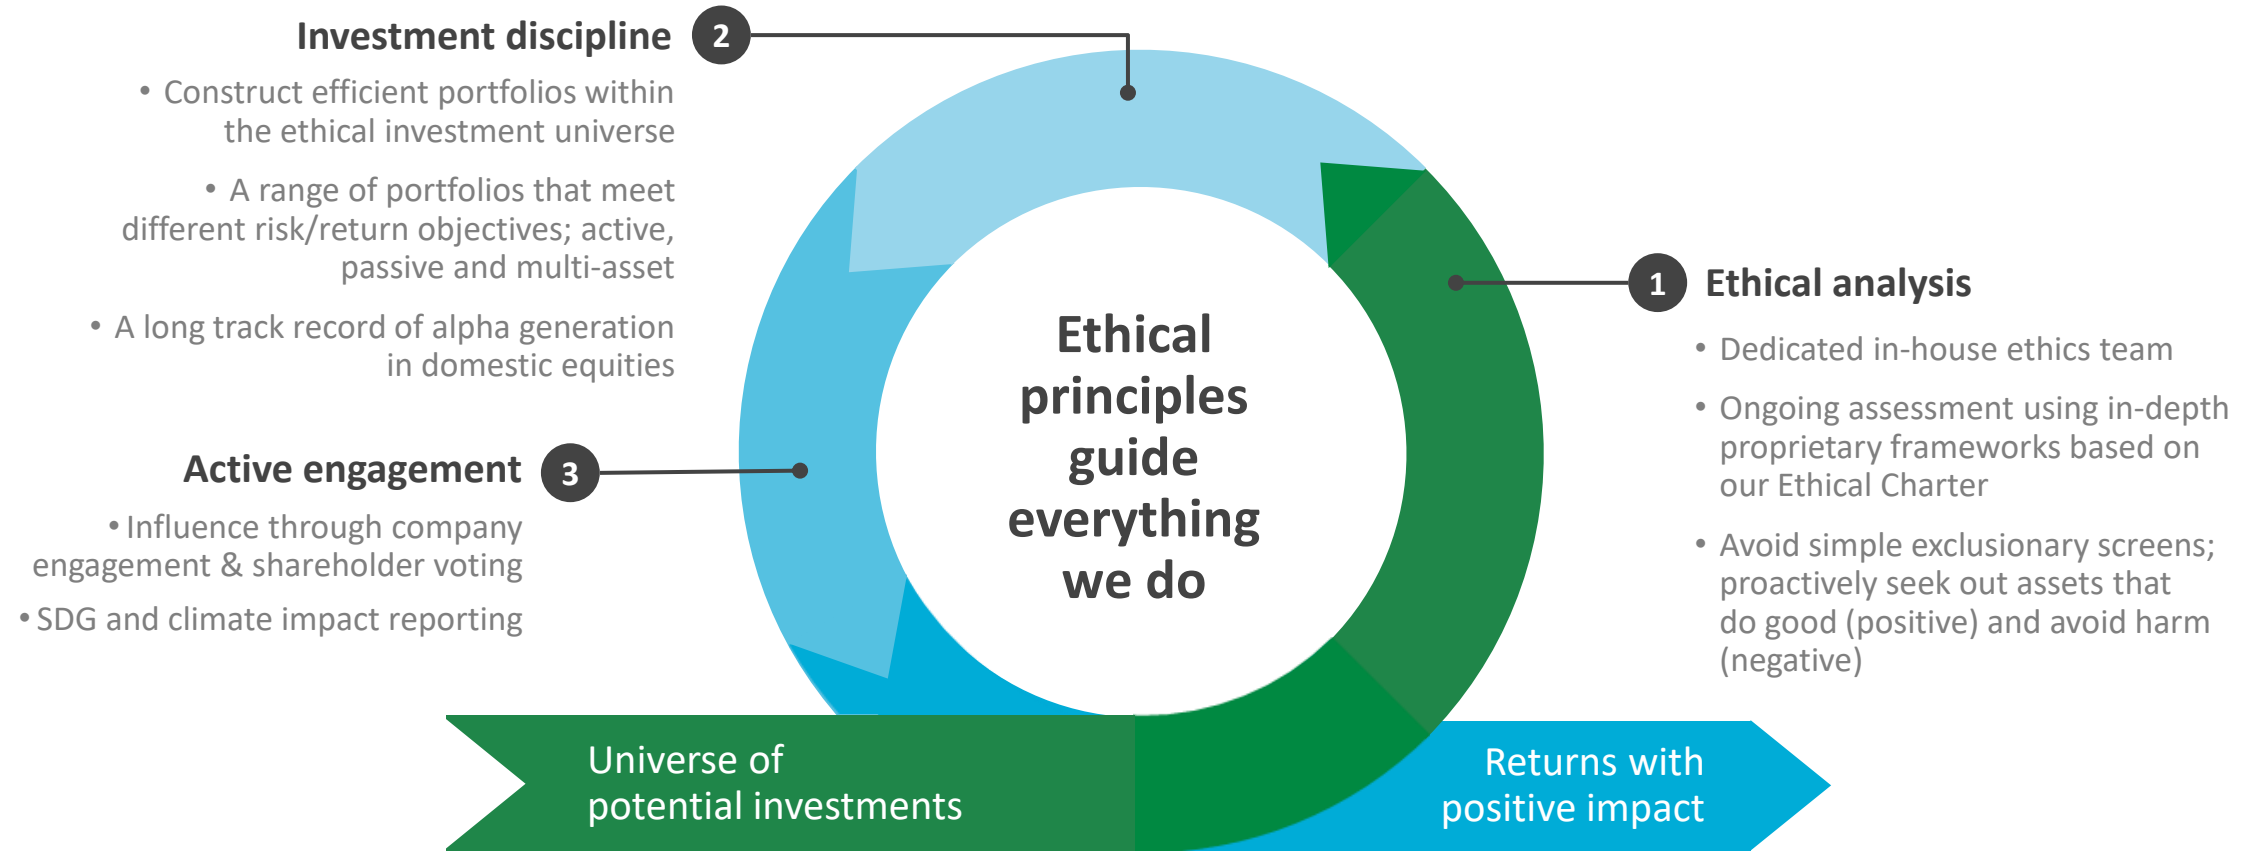 Investment discipline 2
• Construct efficient portfolios within
the ethical investment universe
• A range of portfolios that meet
different risk/return objectives; active,
passive and multi-asset
• A long track record of alpha generation
in domestic equities
Active engagement 3
• Influence through company
engagement & shareholder voting
• SDG and climate impact reporting
Ethical
principles
guide
everything
we do
1 Ethical analysis
• Dedicated in-house ethics team
• Ongoing assessment using in-depth
proprietary frameworks based on
our Ethical Charter
• Avoid simple exclusionary screens;
proactively seek out assets that
do good (positive) and avoid harm
(negative)
Universe of
potential investments
Returns with
positive impact